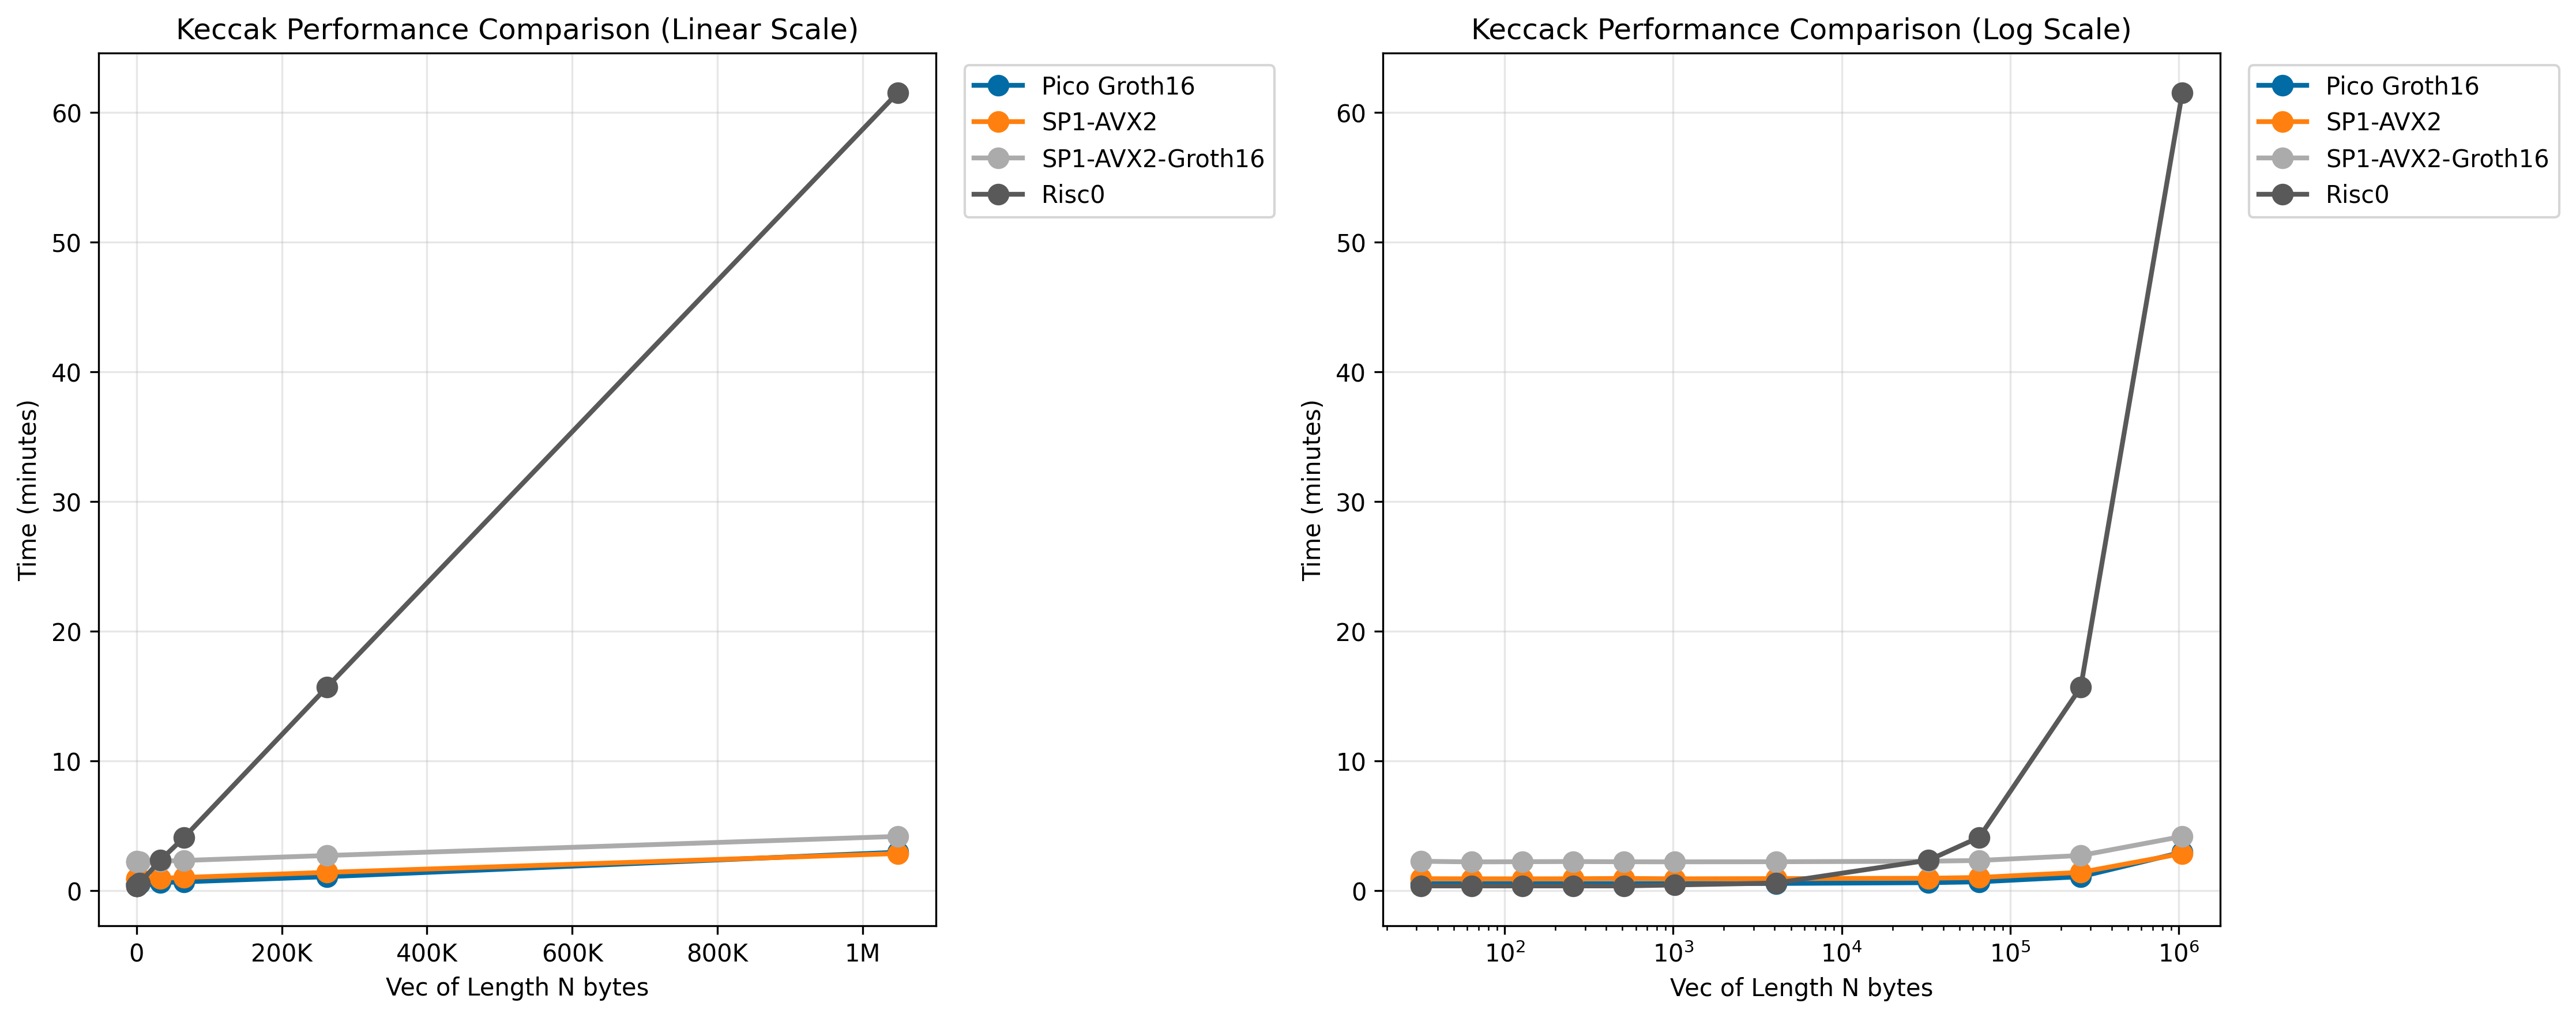 Keccak Performance Comparison (Linear Scale)
Time (minutes)
60
50
40
30
20
10
0
0 200K 400K 600K 800K 1M
Vec of Length N bytes
Pico Groth16
SP1-AVX2
SP1-AVX2-Groth16
Risc0
Keccack Performance Comparison (Log Scale)
Time (minutes)
60
50
40
30
20
10
0
10² 10³ 10⁴ 10⁵ 10⁶
Vec of Length N bytes
Pico Groth16
SP1-AVX2
SP1-AVX2-Groth16
Risc0